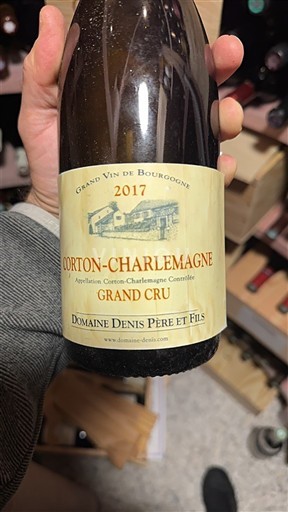 GRAND VIN DE BOURGOGNE
2017
CORTON-CHARLEMAGNE
Appellation Corton-Charlemagne Contrôlée
GRAND CRU
DOMAINE DENIS PÈRE ET FILS
www.domaine-denis.com